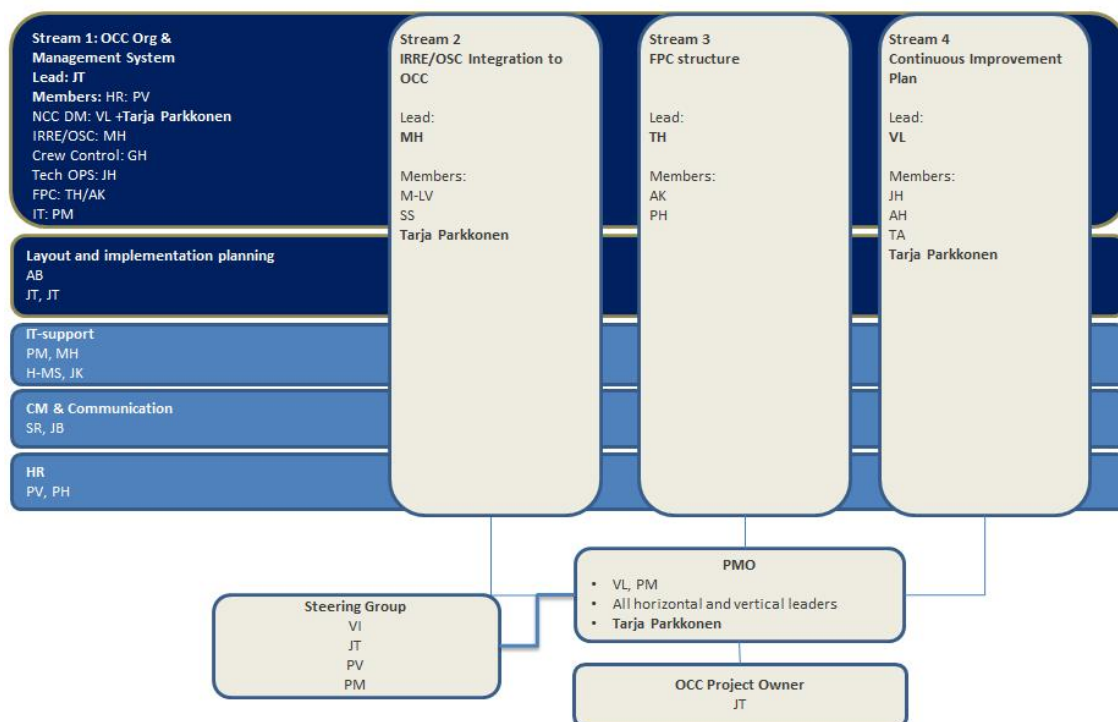 Stream 1: OCC Org &
Management System
Lead: JT
Members: HR: PV
NCC DM: VL +Tarja Parkkonen
IRRE/OSC: MH
Crew Control: GH
Tech OPS: JH
FPC: TH/AK
IT: PM
Stream 2
IRRE/OSC Integration to
OCC
Lead:
MH
Members:
M-LV
SS
Tarja Parkkonen
Stream 3
FPC structure
Lead:
TH
Members:
AK
PH
Stream 4
Continuous Improvement
Plan
Lead:
VL
Members:
JH
AH
TA
Tarja Parkkonen
Layout and implementation planning
AB
JT, JT
IT-support
PM, MH
H-MS, JK
CM & Communication
SR, JB
HR
PV, PH
PMO
• VL, PM
• All horizontal and vertical leaders
• Tarja Parkkonen
Steering Group
VI
JT
PV
PM
OCC Project Owner
JT